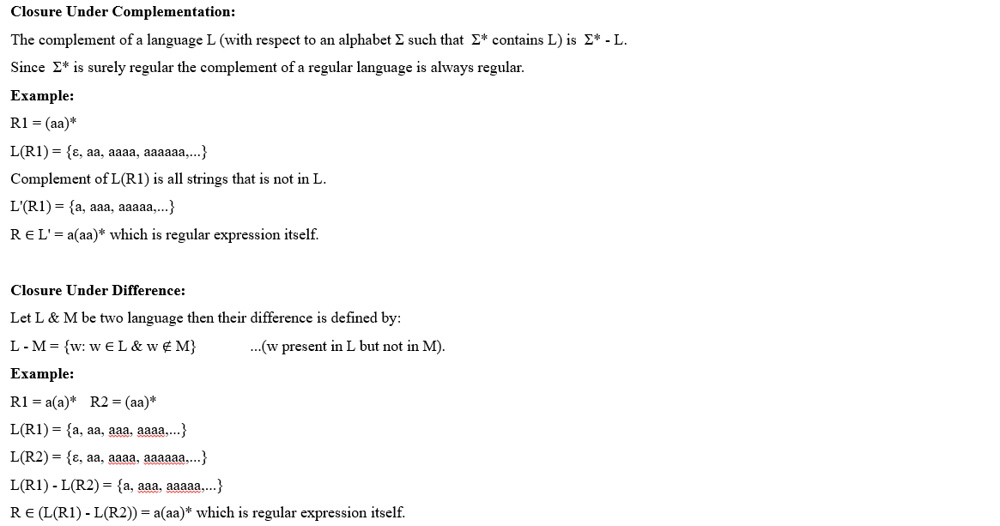 Closure Under Complementation:
The complement of a language L (with respect to an alphabet Σ such that Σ* contains L) is Σ* - L.
Since Σ* is surely regular the complement of a regular language is always regular.
Example:
R1 = (aa)*
L(R1) = {ε, aa, aaaa, aaaaaa,...}
Complement of L(R1) is all strings that is not in L.
L'(R1) = {a, aaa, aaaaa,...}
R ∈ L' = a(aa)* which is regular expression itself.
Closure Under Difference:
Let L & M be two language then their difference is defined by:
L - M = {w: w ∈ L & w ∉ M} ...(w present in L but not in M).
Example:
R1 = a(a)* R2 = (aa)*
L(R1) = {a, aa, aaa, aaaa,...}
L(R2) = {ε, aa, aaaa, aaaaaa,...}
L(R1) - L(R2) = {a, aaa, aaaaa,...}
R ∈ (L(R1) - L(R2)) = a(aa)* which is regular expression itself.